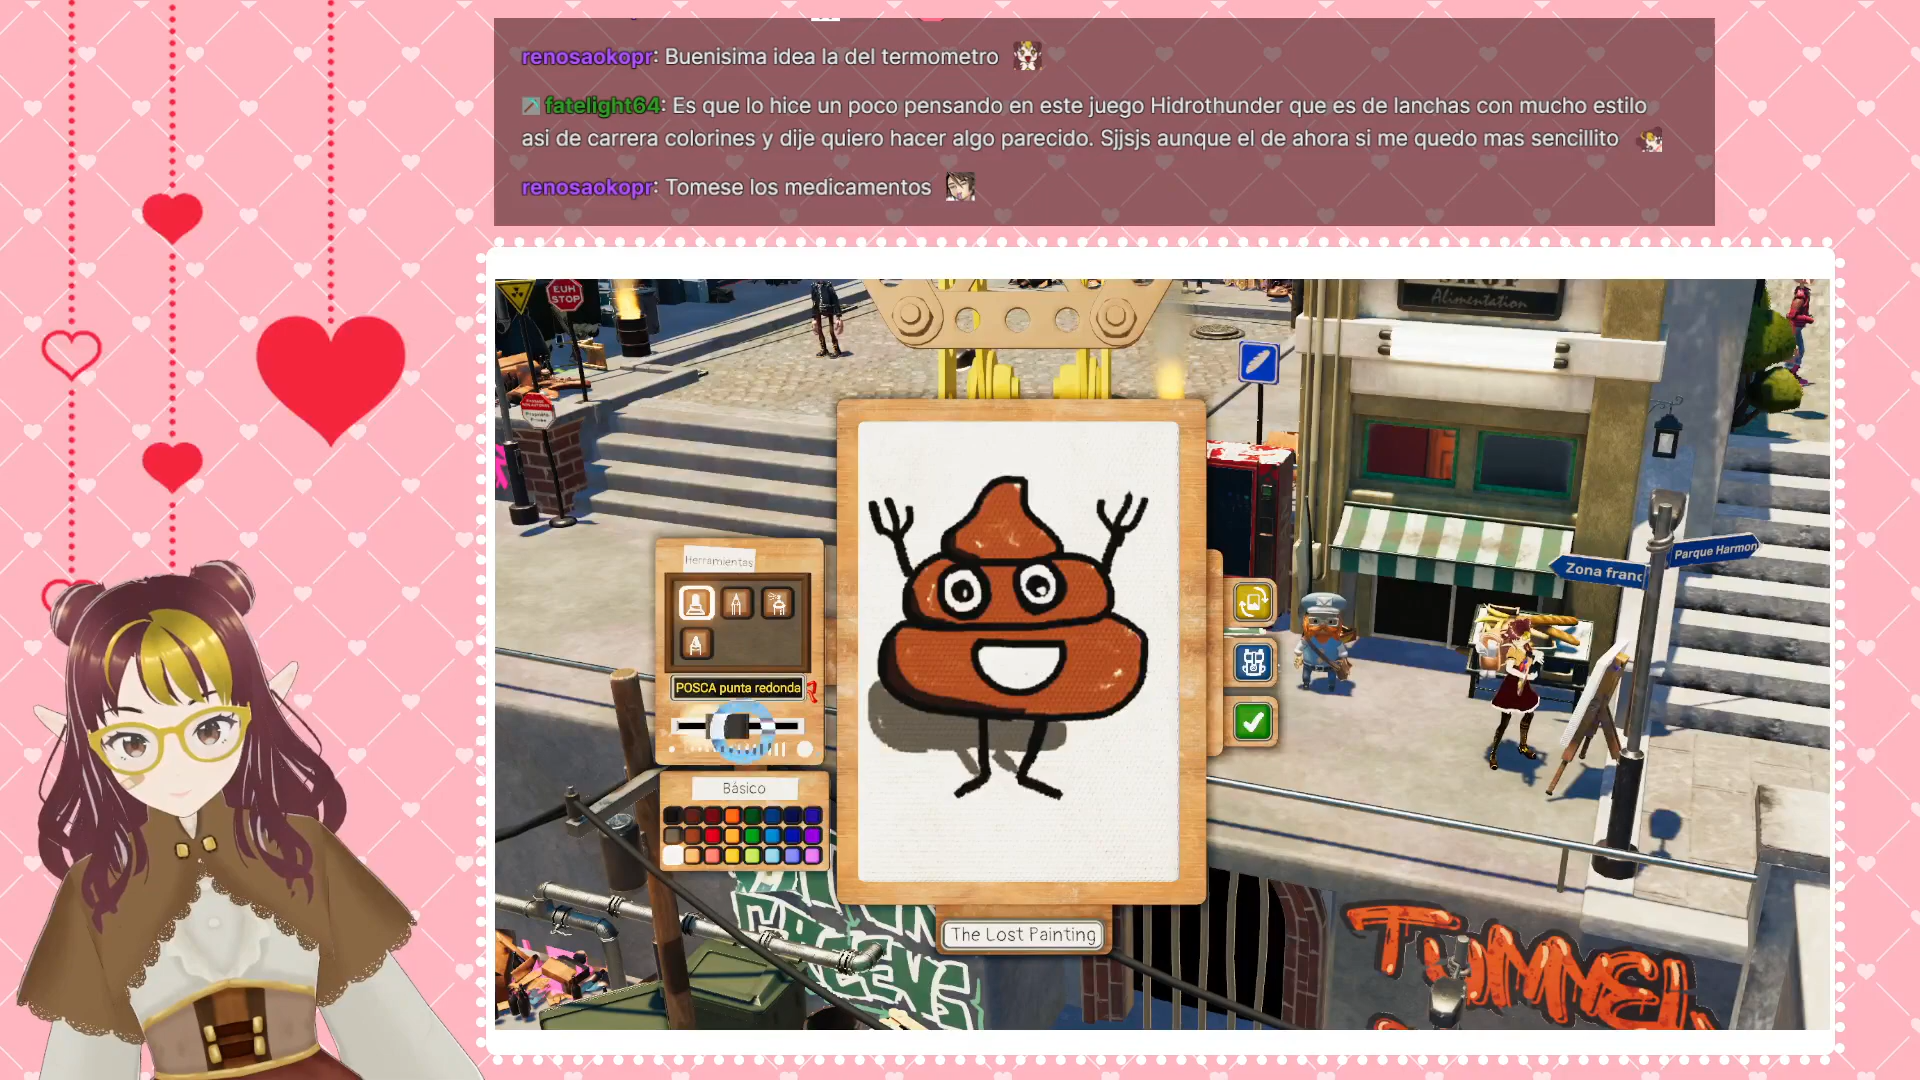 renosaokopr: Buenisima idea la del termometro
fatelight64: Es que lo hice un poco pensando en este juego Hidrothunder que es de lanchas con mucho estilo
asi de carrera colorines y dije quiero hacer algo parecido. Sjjsjs aunque el de ahora si me quedo mas sencillito
renosaokopr: Tomese los medicamentos
EUH
STOP
SHOP
Alimentation
Parque Harmon
Zona franc
Herramientas
POSCA punta redonda
Básico
The Lost Painting
TUNNEL